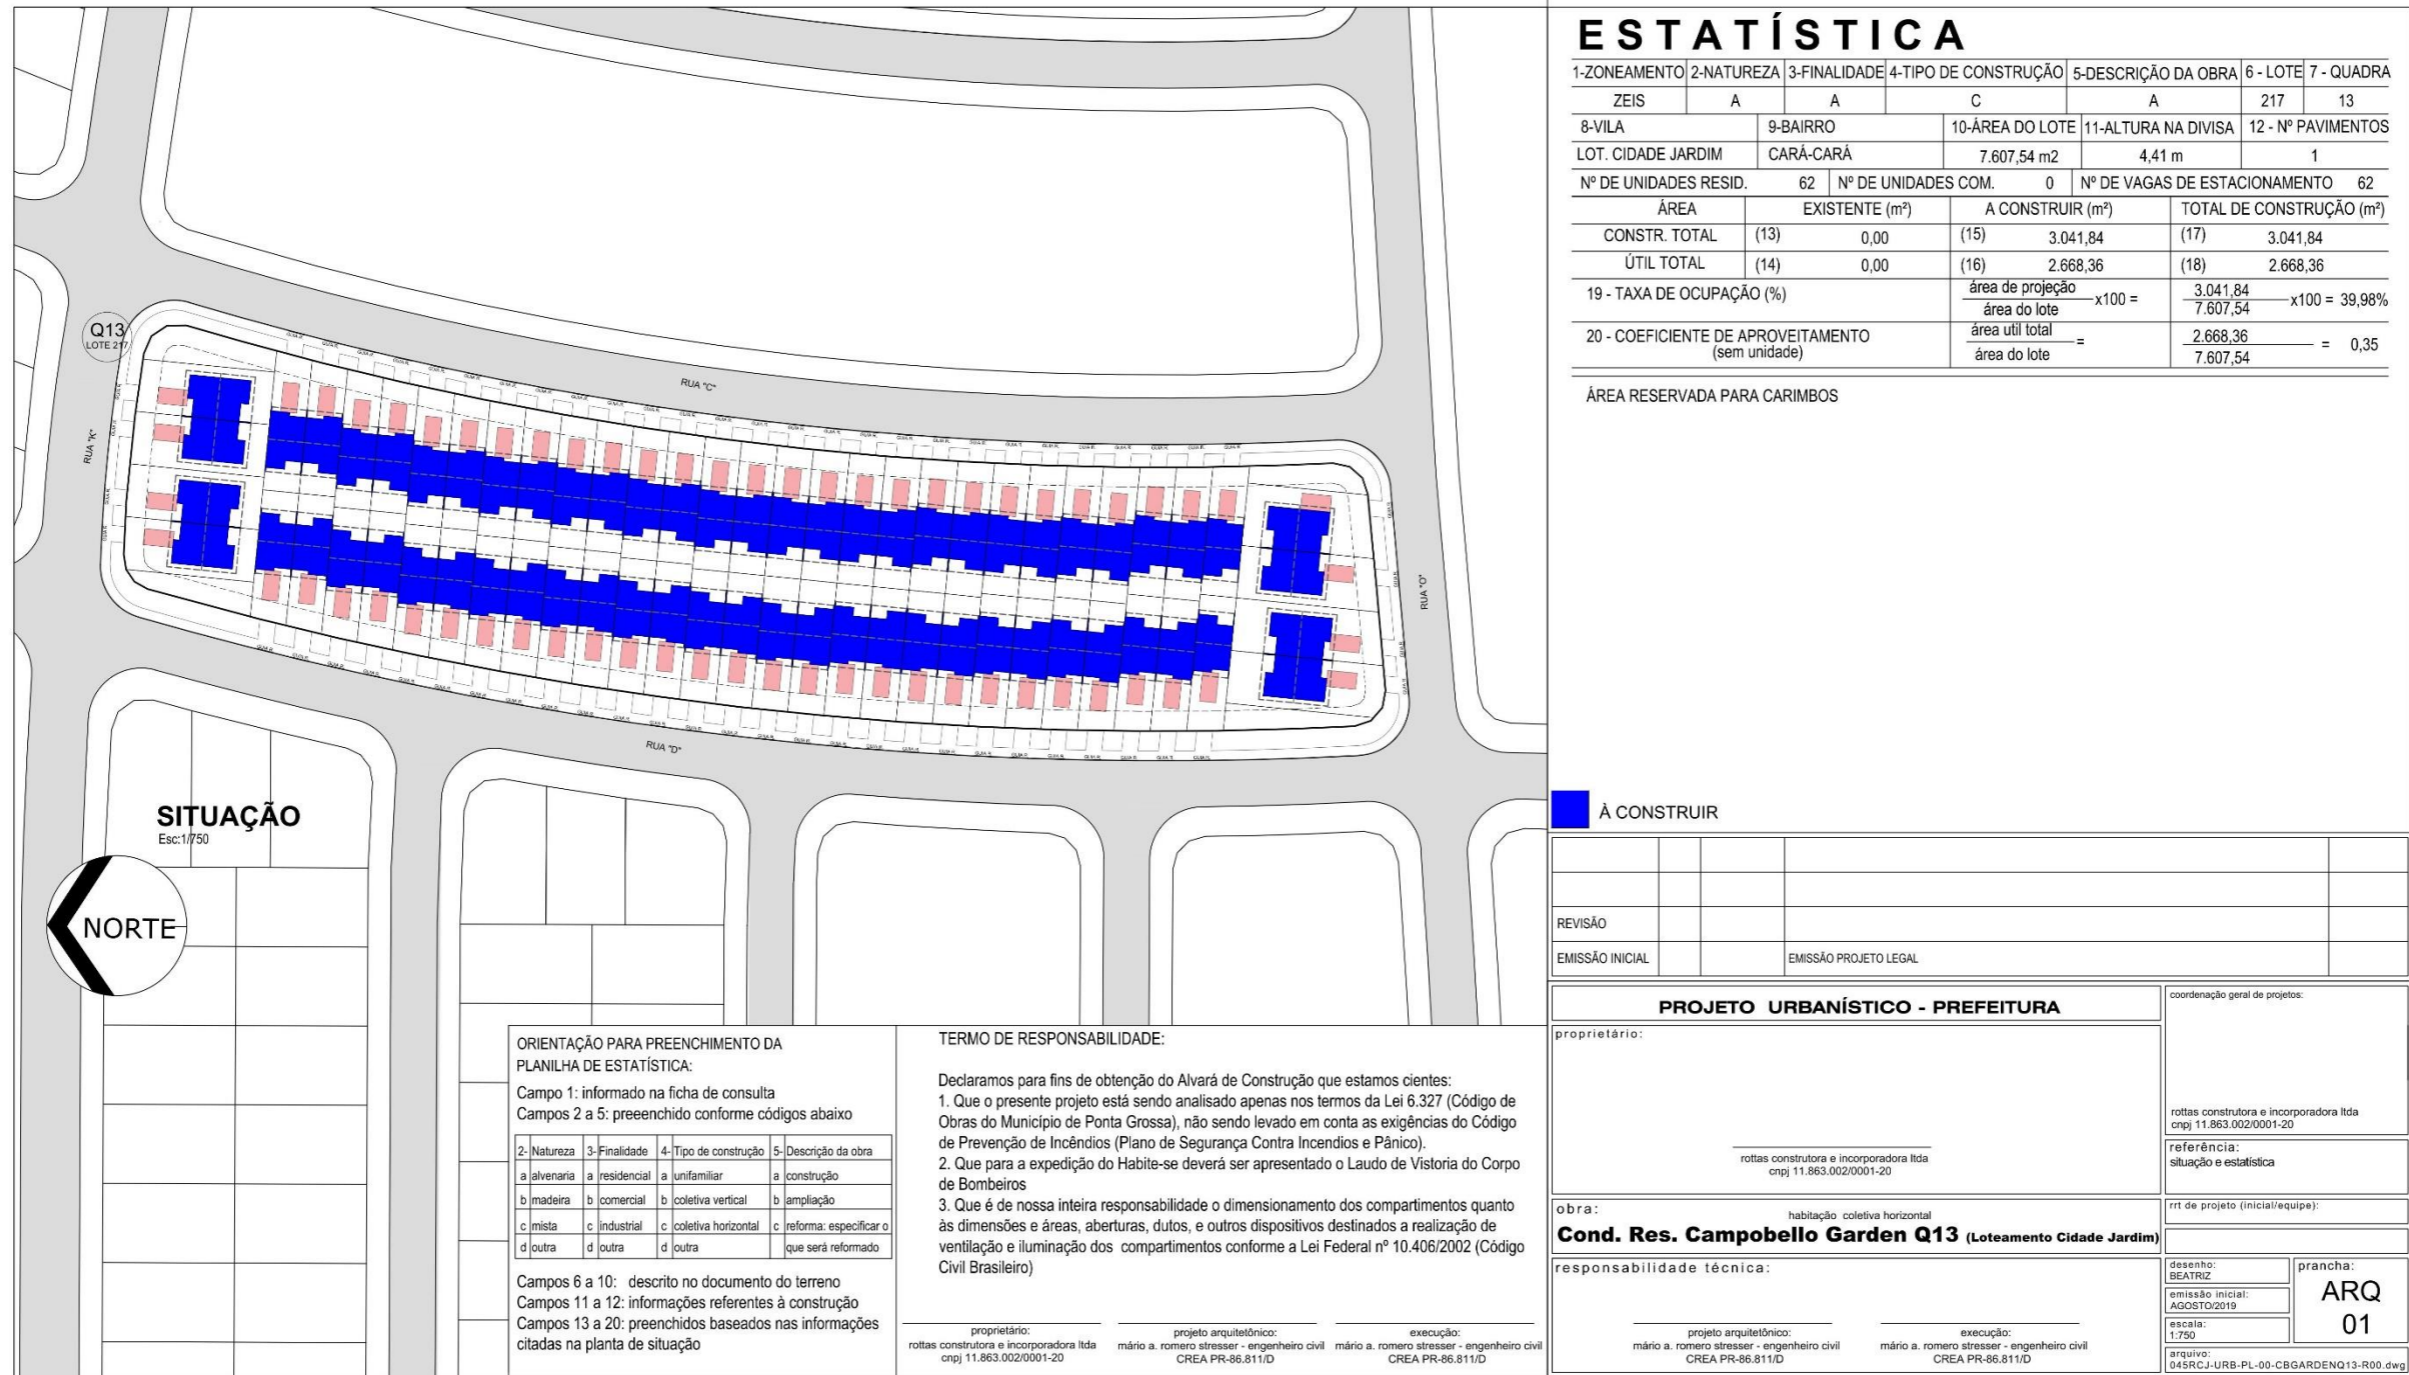 ESTATÍSTICA
1-ZONEAMENTO 2-NATUREZA 3-FINALIDADE 4-TIPO DE CONSTRUÇÃO 5-DESCRIÇÃO DA OBRA 6 - LOTE 7 - QUADRA
ZEIS A A C A 217 13
8-VILA 9-BAIRRO 10-ÁREA DO LOTE 11-ALTURA NA DIVISA 12 - Nº PAVIMENTOS
LOT. CIDADE JARDIM CARÁ-CARÁ 7.607,54 m2 4,41 m 1
Nº DE UNIDADES RESID. 62 Nº DE UNIDADES COM. 0 Nº DE VAGAS DE ESTACIONAMENTO 62
ÁREA EXISTENTE (m²) A CONSTRUIR (m²) TOTAL DE CONSTRUÇÃO (m²)
CONSTR. TOTAL (13) 0,00 (15) 3.041,84 (17) 3.041,84
ÚTIL TOTAL (14) 0,00 (16) 2.668,36 (18) 2.668,36
19 - TAXA DE OCUPAÇÃO (%) área de projeção x100 = 3.041,84 x100 = 39,98%
área do lote 7.607,54
20 - COEFICIENTE DE APROVEITAMENTO área util total = 2.668,36 = 0,35
(sem unidade) área do lote 7.607,54
ÁREA RESERVADA PARA CARIMBOS
Q13
LOTE 217
RUA "C"
RUA "K"
RUA "O"
RUA "D"
SITUAÇÃO
Esc:1/750
NORTE
À CONSTRUIR
REVISÃO
EMISSÃO INICIAL EMISSÃO PROJETO LEGAL
PROJETO URBANÍSTICO - PREFEITURA
coordenação geral de projetos:
proprietário:
rottas construtora e incorporadora ltda
cnpj 11.863.002/0001-20
rottas construtora e incorporadora ltda
cnpj 11.863.002/0001-20
referência:
situação e estatística
obra:
habitação coletiva horizontal
Cond. Res. Campobello Garden Q13 (Loteamento Cidade Jardim)
rrt de projeto (inicial/equipe):
responsabilidade técnica:
projeto arquitetônico:
mário a. romero stresser - engenheiro civil
CREA PR-86.811/D
execução:
mário a. romero stresser - engenheiro civil
CREA PR-86.811/D
desenho:
BEATRIZ
emissão inicial:
AGOSTO/2019
escala:
1:750
prancha:
ARQ
01
arquivo:
045RCJ-URB-PL-00-CBGARDENQ13-R00.dwg
ORIENTAÇÃO PARA PREENCHIMENTO DA
PLANILHA DE ESTATÍSTICA:
Campo 1: informado na ficha de consulta
Campos 2 a 5: preeenchido conforme códigos abaixo
2- Natureza 3- Finalidade 4- Tipo de construção 5- Descrição da obra
a alvenaria a residencial a unifamiliar a construção
b madeira b comercial b coletiva vertical b ampliação
c mista c industrial c coletiva horizontal c reforma: especificar o
d outra d outra d outra que será reformado
Campos 6 a 10: descrito no documento do terreno
Campos 11 a 12: informações referentes à construção
Campos 13 a 20: preenchidos baseados nas informações
citadas na planta de situação
TERMO DE RESPONSABILIDADE:
Declaramos para fins de obtenção do Alvará de Construção que estamos cientes:
1. Que o presente projeto está sendo analisado apenas nos termos da Lei 6.327 (Código de
Obras do Município de Ponta Grossa), não sendo levado em conta as exigências do Código
de Prevenção de Incêndios (Plano de Segurança Contra Incendios e Pânico).
2. Que para a expedição do Habite-se deverá ser apresentado o Laudo de Vistoria do Corpo
de Bombeiros
3. Que é de nossa inteira responsabilidade o dimensionamento dos compartimentos quanto
às dimensões e áreas, aberturas, dutos, e outros dispositivos destinados a realização de
ventilação e iluminação dos compartimentos conforme a Lei Federal nº 10.406/2002 (Código
Civil Brasileiro)
proprietário:
rottas construtora e incorporadora ltda
cnpj 11.863.002/0001-20
projeto arquitetônico:
mário a. romero stresser - engenheiro civil
CREA PR-86.811/D
execução:
mário a. romero stresser - engenheiro civil
CREA PR-86.811/D